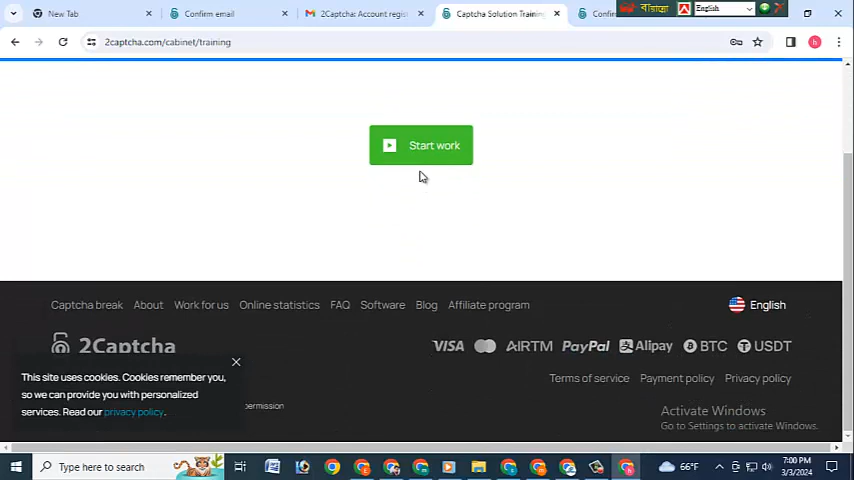 New Tab
Confirm email
2Captcha: Account regist
Captcha Solution Training
Confir
বায়ান্নো
English
2captcha.com/cabinet/training
h
Start work
Captcha break About Work for us Online statistics FAQ Software Blog Affiliate program
English
2Captcha
VISA AIRTM PayPal Alipay BTC USDT
This site uses cookies. Cookies remember you,
so we can provide you with personalized
services. Read our privacy policy.
permission
Terms of service Payment policy Privacy policy
Activate Windows
Go to Settings to activate Windows.
Type here to search
66°F
7:00 PM
3/3/2024